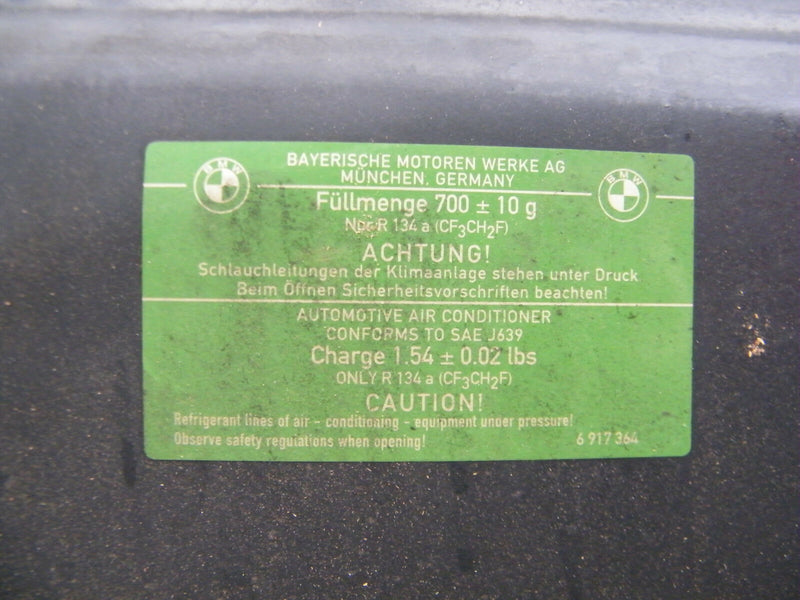 BMW
BMW
BAYERISCHE MOTOREN WERKE AG
MÜNCHEN, GERMANY
Füllmenge 700 ± 10 g
Nur R 134 a (CF₃CH₂F)
ACHTUNG!
Schlauchleitungen der Klimaanlage stehen unter Druck
Beim Öffnen Sicherheitsvorschriften beachten!
AUTOMOTIVE AIR CONDITIONER
CONFORMS TO SAE J639
Charge 1.54 ± 0.02 lbs
ONLY R 134 a (CF₃CH₂F)
CAUTION!
Refrigerant lines of air - conditioning - equipment under pressure!
Observe safety regulations when opening!
6 917 364